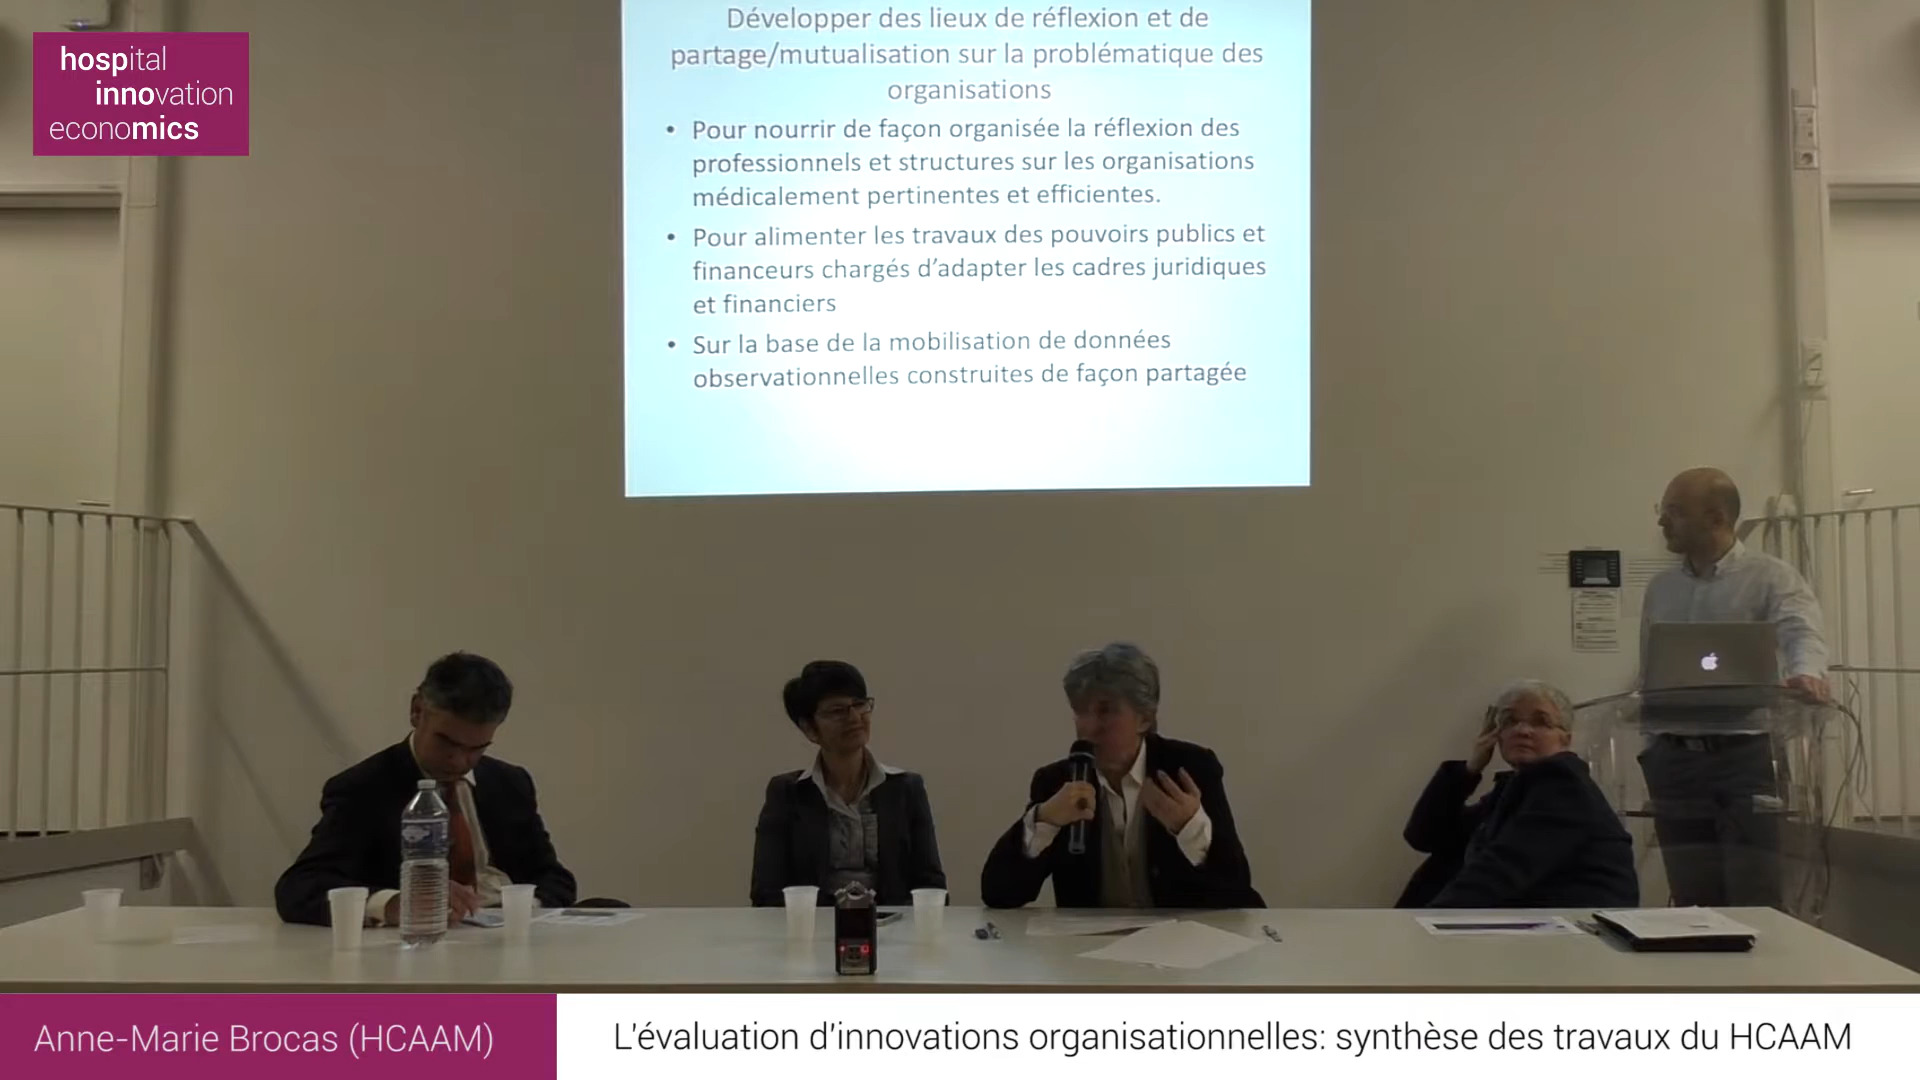 hospital
innovation
economics
Développer des lieux de réflexion et de
partage/mutualisation sur la problématique des
organisations
• Pour nourrir de façon organisée la réflexion des
professionnels et structures sur les organisations
médicalement pertinentes et efficientes.
• Pour alimenter les travaux des pouvoirs publics et
financeurs chargés d’adapter les cadres juridiques
et financiers
• Sur la base de la mobilisation de données
observationnelles construites de façon partagée
Anne-Marie Brocas (HCAAM)
L'évaluation d'innovations organisationnelles: synthèse des travaux du HCAAM